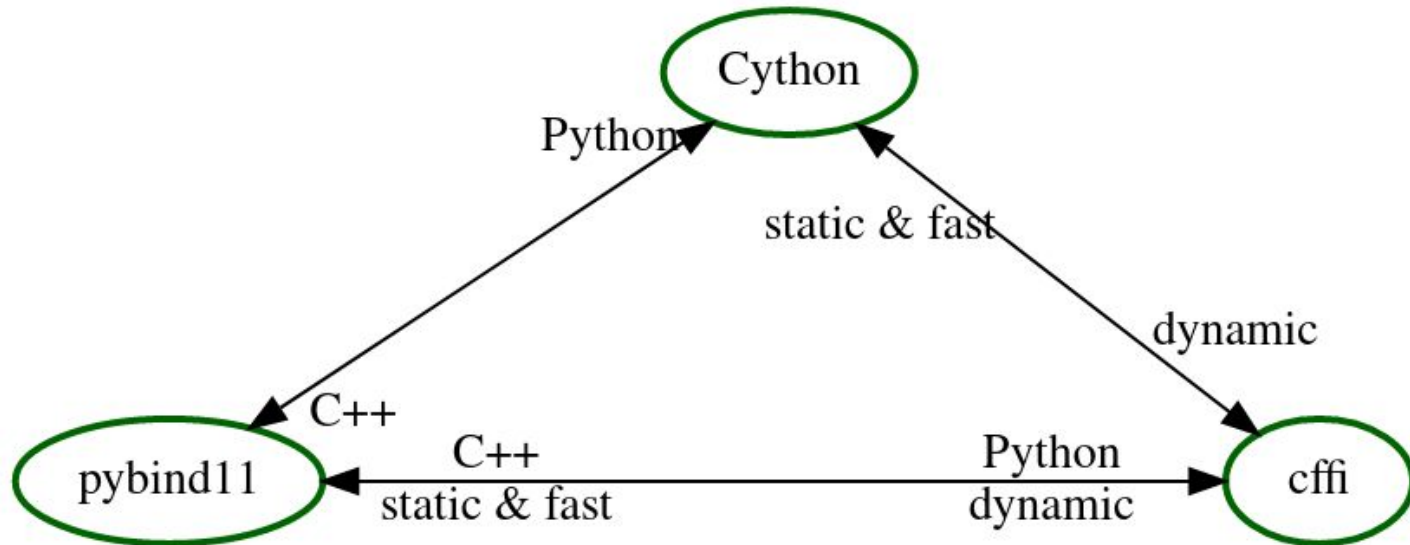 Cython
Python
static & fast
dynamic
C++
pybind11
C++
static & fast
Python
dynamic
cffi